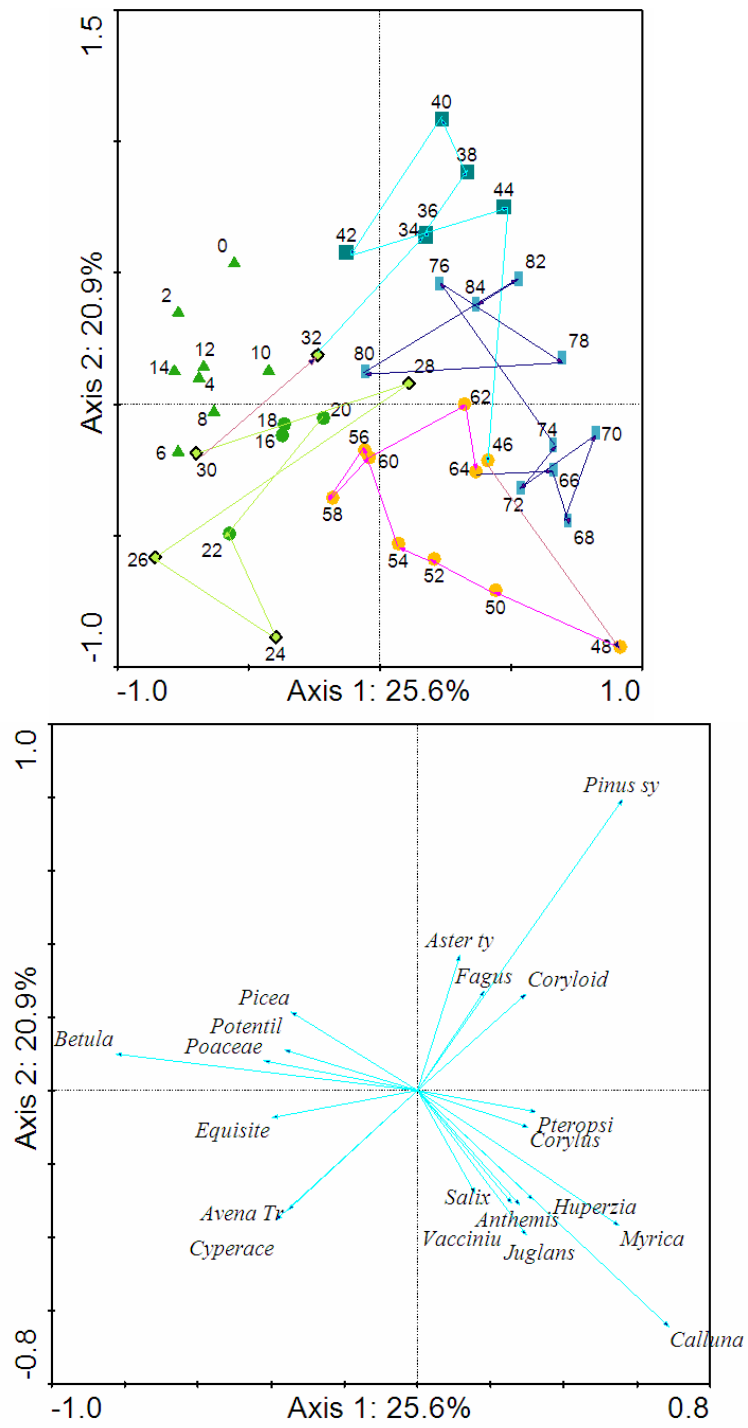 1.5
40
38
44
36
34
42
0
76
82
84
2
32
78
12
10
80
28
14
4
62
8
20
18
16
74
70
56
46
6
30
60
64
66
72
58
68
22
54
26
52
50
24
48
-1.0
Axis 2: 20.9%
-1.0 Axis 1: 25.6% 1.0
1.0
Pinus sy
Aster ty
Fagus
Coryloid
Picea
Potentil
Betula
Poaceae
Axis 2: 20.9%
Equisite
Pteropsi
Corylus
Salix
Huperzia
Avena Tr
Anthemis
Vacciniu
Myrica
Cyperace
Juglans
Calluna
-0.8
-1.0 Axis 1: 25.6% 0.8